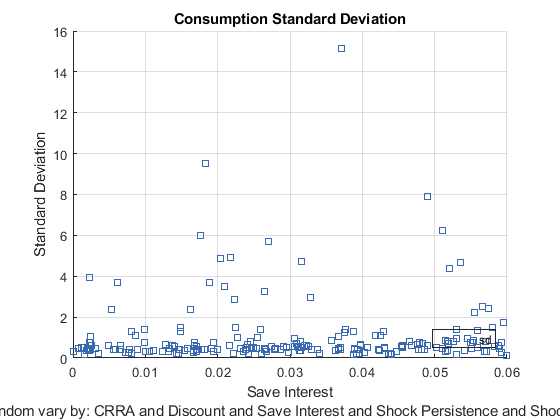 Consumption Standard Deviation
16
14
12
10
8
6
4
2
0
Standard Deviation
sd
0 0.01 0.02 0.03 0.04 0.05 0.06
Save Interest
ndom vary by: CRRA and Discount and Save Interest and Shock Persistence and Sho